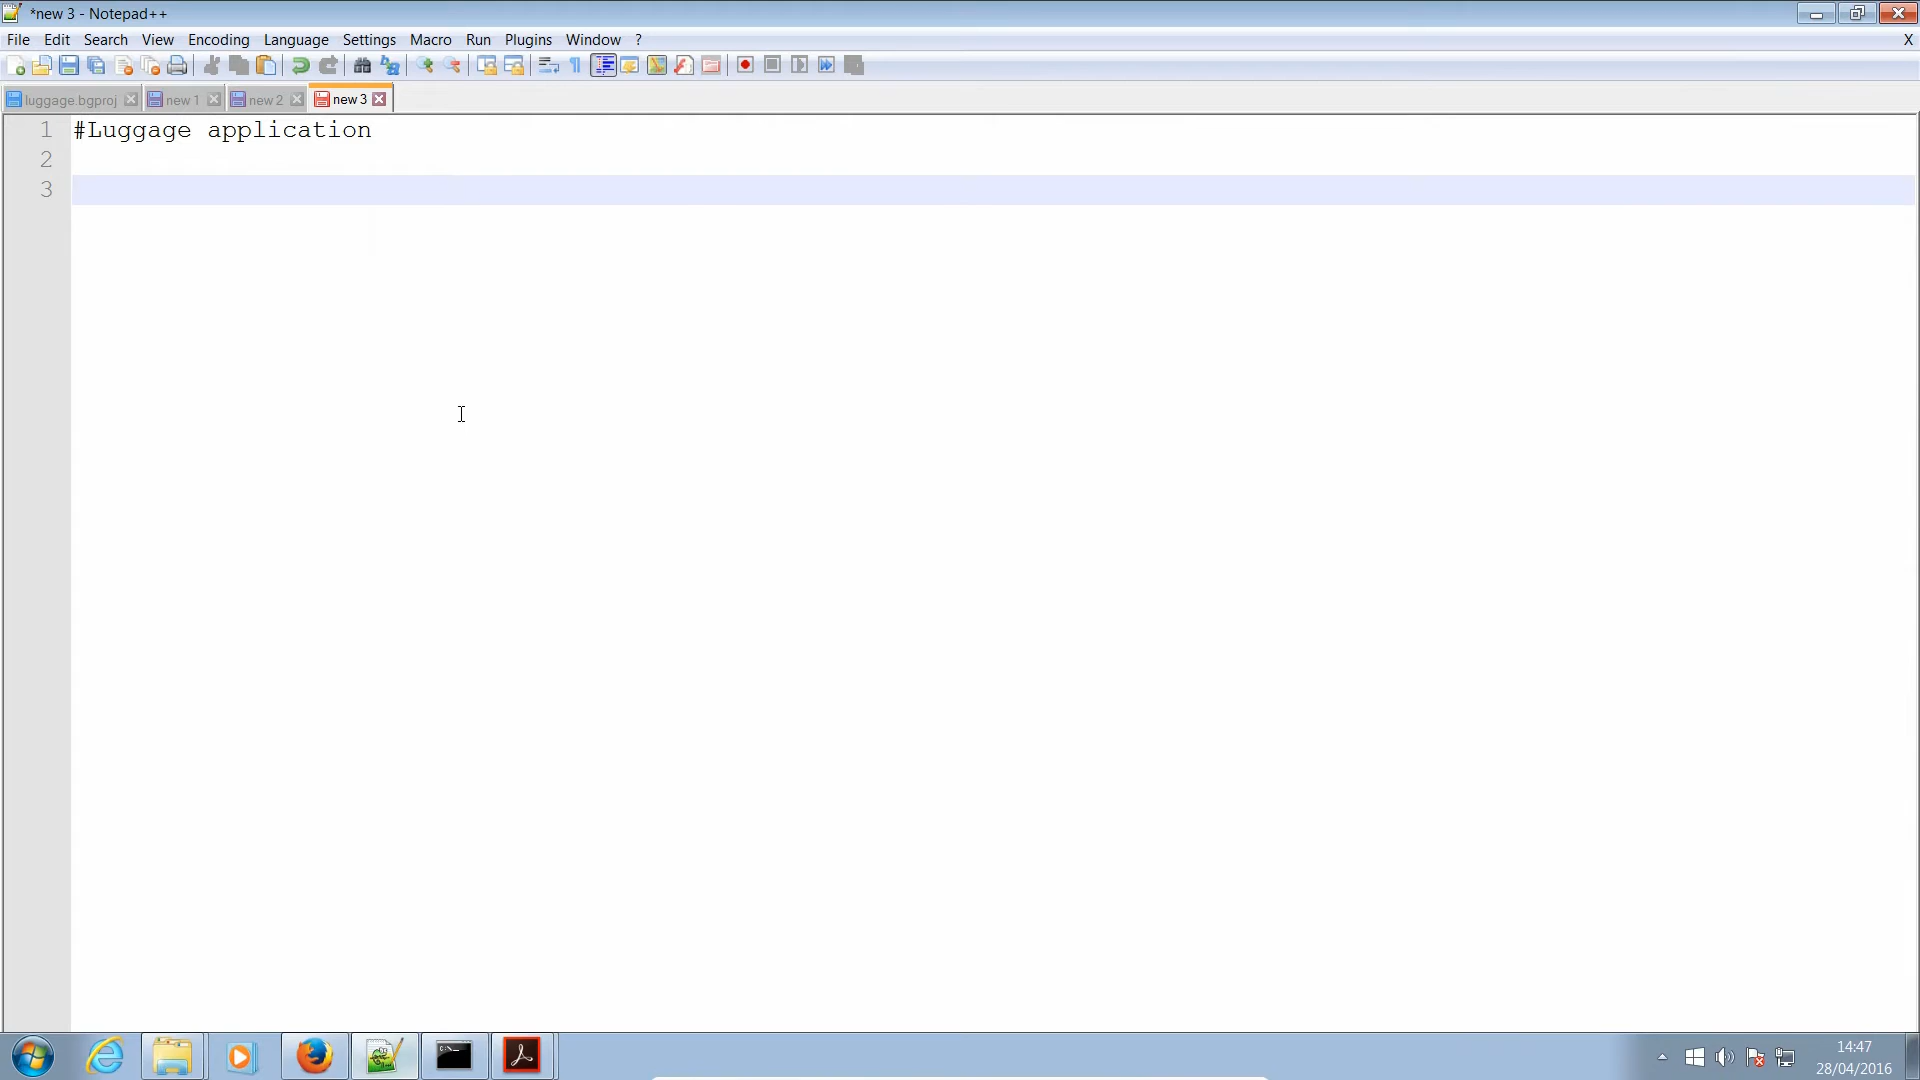 *new 3 - Notepad++
File Edit Search View Encoding Language Settings Macro Run Plugins Window ? X
luggage.bgproj new 1 new 2 new 3
1 #Luggage application
2
3
14:47
28/04/2016